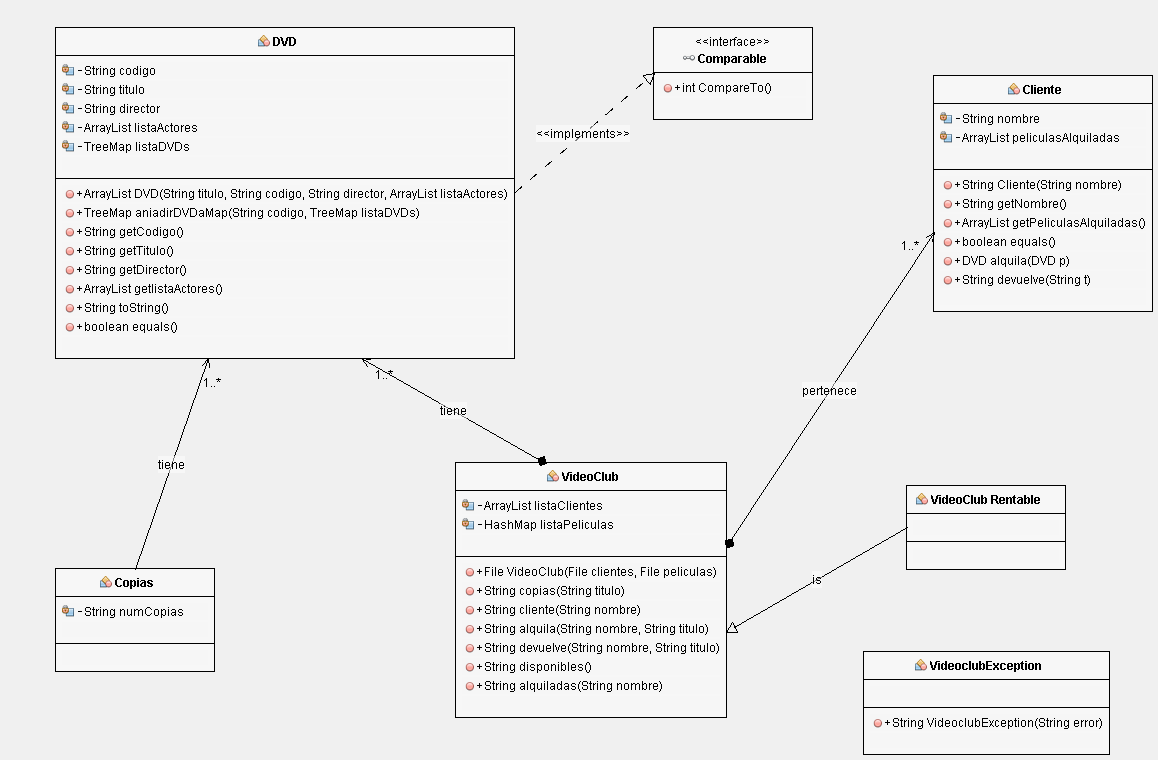 DVD
- String codigo
- String titulo
- String director
- ArrayList listaActores
- TreeMap listaDVDs
+ ArrayList DVD(String titulo, String codigo, String director, ArrayList listaActores)
+ TreeMap aniadirDVDaMap(String codigo, TreeMap listaDVDs)
+ String getCodigo()
+ String getTitulo()
+ String getDirector()
+ ArrayList getlistaActores()
+ String toString()
+ boolean equals()
<<implements>>
<<interface>>
Comparable
+ int CompareTo()
Cliente
- String nombre
- ArrayList peliculasAlquiladas
+ String Cliente(String nombre)
+ String getNombre()
+ ArrayList getPeliculasAlquiladas()
+ boolean equals()
+ DVD alquila(DVD p)
+ String devuelve(String t)
1..*
1..*
1..*
tiene
tiene
pertenece
VideoClub
- ArrayList listaClientes
- HashMap listaPeliculas
+ File VideoClub(File clientes, File peliculas)
+ String copias(String titulo)
+ String cliente(String nombre)
+ String alquila(String nombre, String titulo)
+ String devuelve(String nombre, String titulo)
+ String disponibles()
+ String alquiladas(String nombre)
VideoClub Rentable
is
Copias
- String numCopias
VideoclubException
+ String VideoclubException(String error)